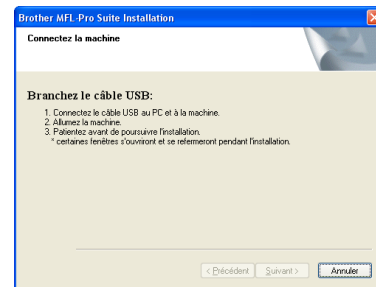 Brother MFL-Pro Suite Installation
Connectez la machine
Branchez le câble USB:
1. Connectez le câble USB au PC et à la machine.
2. Allumez la machine.
3. Patientez avant de poursuivre l'installation.
* certaines fenêtres s'ouvriront et se refermeront pendant l'installation.
< Précédent Suivant > Annuler